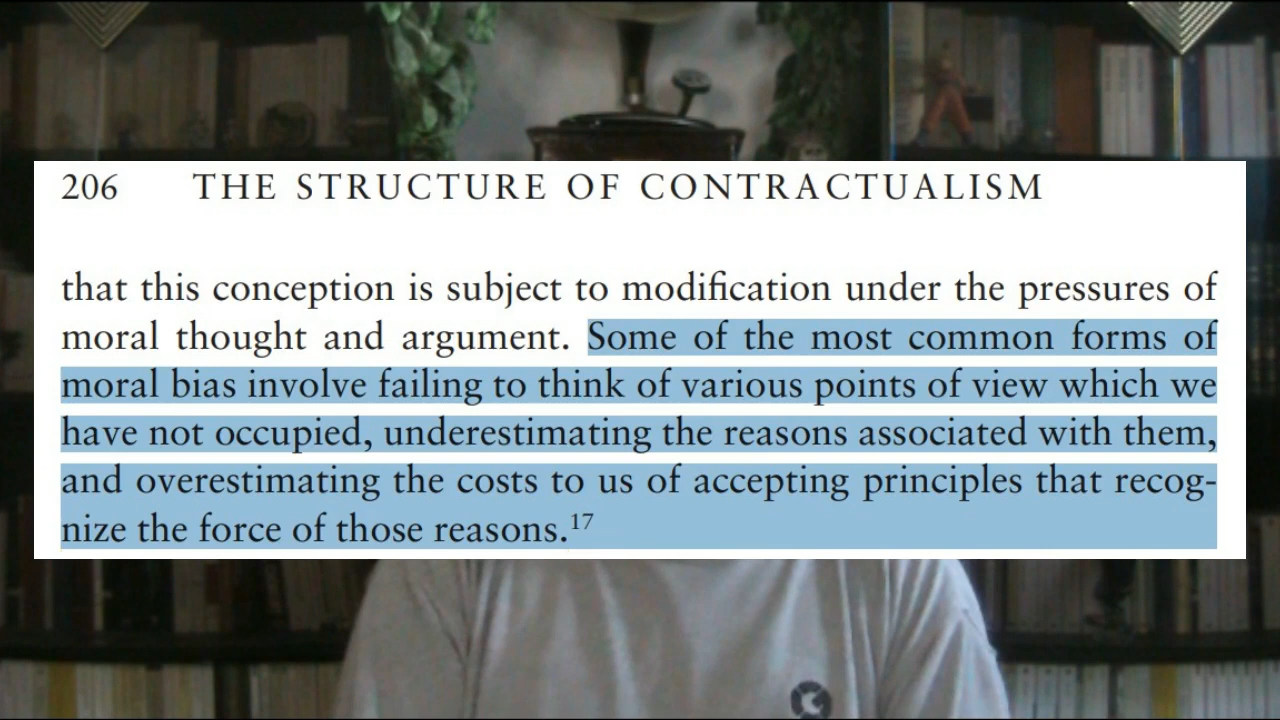 206 THE STRUCTURE OF CONTRACTUALISM
that this conception is subject to modification under the pressures of
moral thought and argument. Some of the most common forms of
moral bias involve failing to think of various points of view which we
have not occupied, underestimating the reasons associated with them,
and overestimating the costs to us of accepting principles that recog-
nize the force of those reasons.17